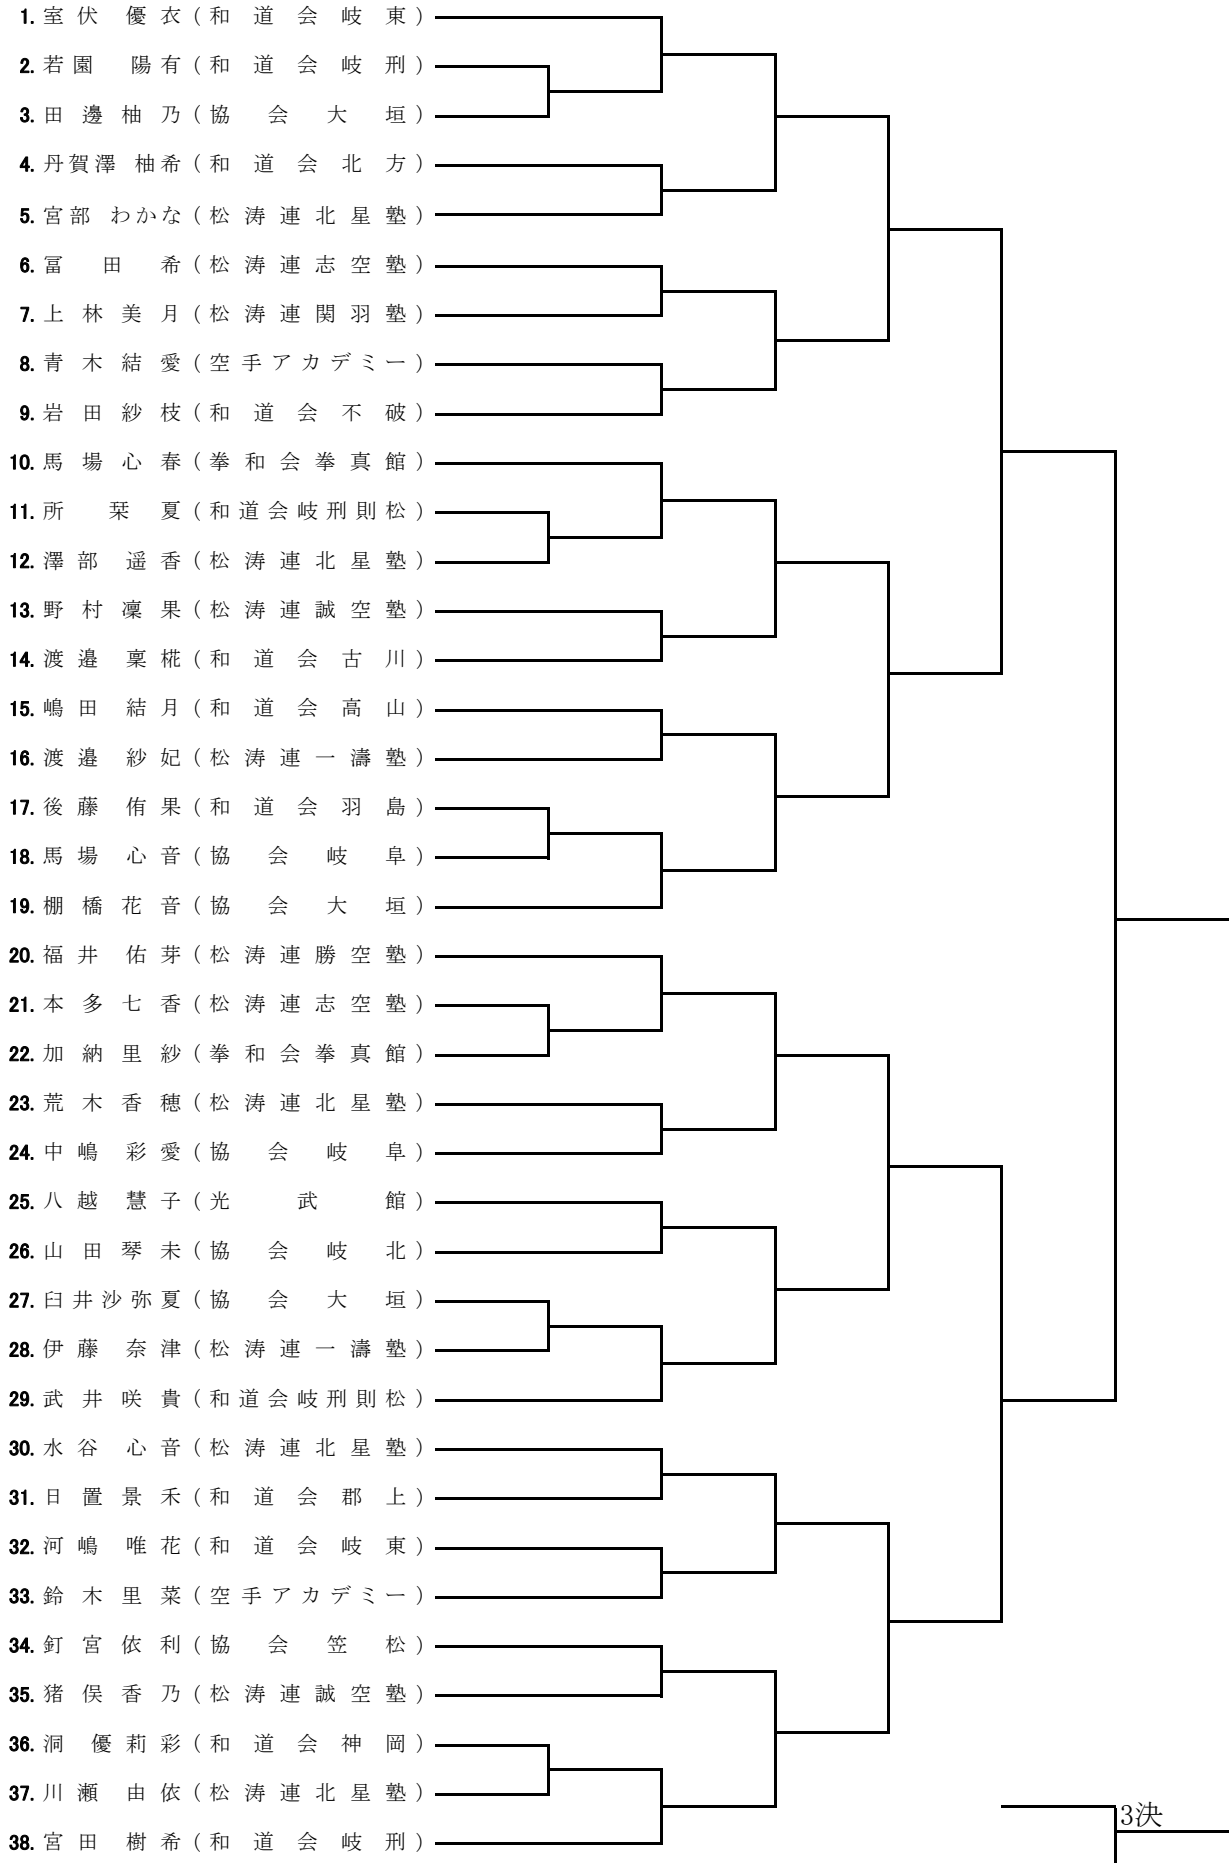 1. 室伏 優衣(和道会岐東)
2. 若園 陽有(和道会岐刑)
3. 田邊柚乃(協会大垣)
4. 丹賀澤 柚希(和道会北方)
5. 宮部 わかな(松涛連北星塾)
6. 冨田 希(松涛連志空塾)
7. 上林美月(松涛連関羽塾)
8. 青木結愛(空手アカデミー)
9. 岩田紗枝(和道会不破)
10. 馬場心春(拳和会拳真館)
11. 所 栞夏(和道会岐刑則松)
12. 澤部 遥香(松涛連北星塾)
13. 野村凜果(松涛連誠空塾)
14. 渡邉 稟椛(和道会古川)
15. 嶋田 結月(和道会高山)
16. 渡邉 紗妃(松涛連一濤塾)
17. 後藤 侑果(和道会羽島)
18. 馬場 心音(協会岐阜)
19. 棚橋花音(協会大垣)
20. 福井 佑芽(松涛連勝空塾)
21. 本多七香(松涛連志空塾)
22. 加納里紗(拳和会拳真館)
23. 荒木香穂(松涛連北星塾)
24. 中嶋 彩愛(協会岐阜)
25. 八越 慧子(光武館)
26. 山田琴未(協会岐北)
27. 臼井沙弥夏(協会大垣)
28. 伊藤 奈津(松涛連一濤塾)
29. 武井咲貴(和道会岐刑則松)
30. 水谷 心音(松涛連北星塾)
31. 日置景禾(和道会郡上)
32. 河嶋 唯花(和道会岐東)
33. 鈴木里菜(空手アカデミー)
34. 釘宮依利(協会笠松)
35. 猪俣香乃(松涛連誠空塾)
36. 洞 優莉彩(和道会神岡)
37. 川瀬 由依(松涛連北星塾)
3決
38. 宮田 樹希(和道会岐刑)